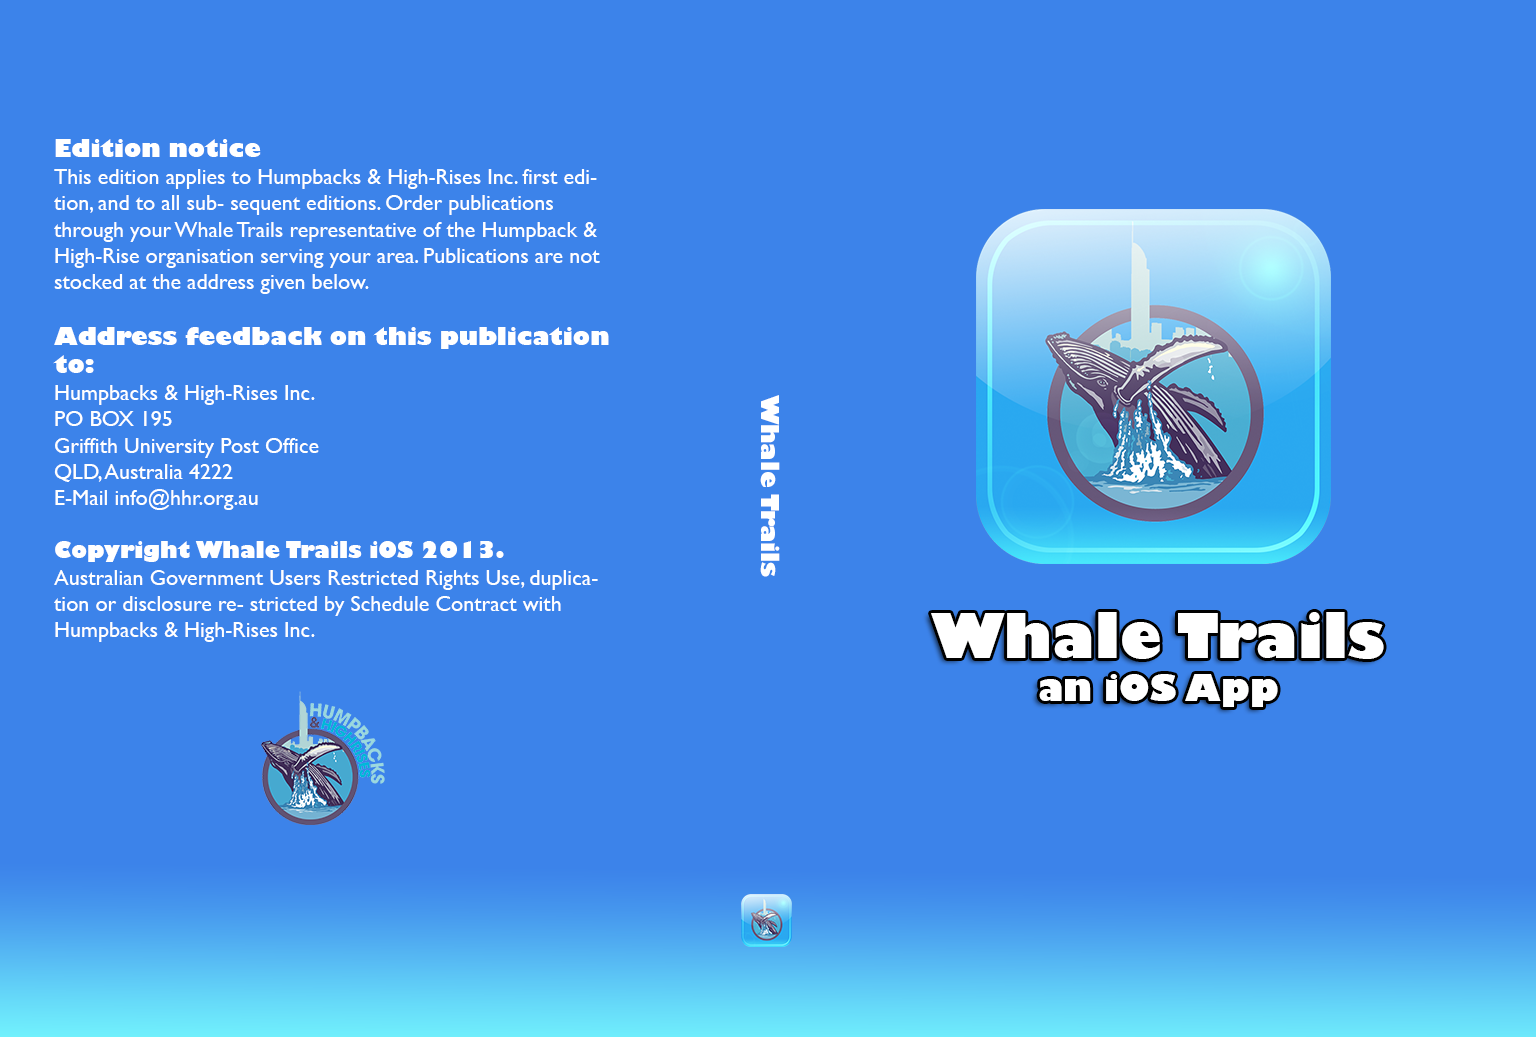 Edition notice
This edition applies to Humpbacks & High-Rises Inc. first edi-
tion, and to all sub- sequent editions. Order publications
through your Whale Trails representative of the Humpback &
High-Rise organisation serving your area. Publications are not
stocked at the address given below.
Address feedback on this publication
to:
Humpbacks & High-Rises Inc.
PO BOX 195
Griffith University Post Office
QLD, Australia 4222
E-Mail info@hhr.org.au
Copyright Whale Trails iOS 2013.
Australian Government Users Restricted Rights Use, duplica-
tion or disclosure re- stricted by Schedule Contract with
Humpbacks & High-Rises Inc.
HUMPBACKS
&
Whale Trails
Whale Trails
an iOS App